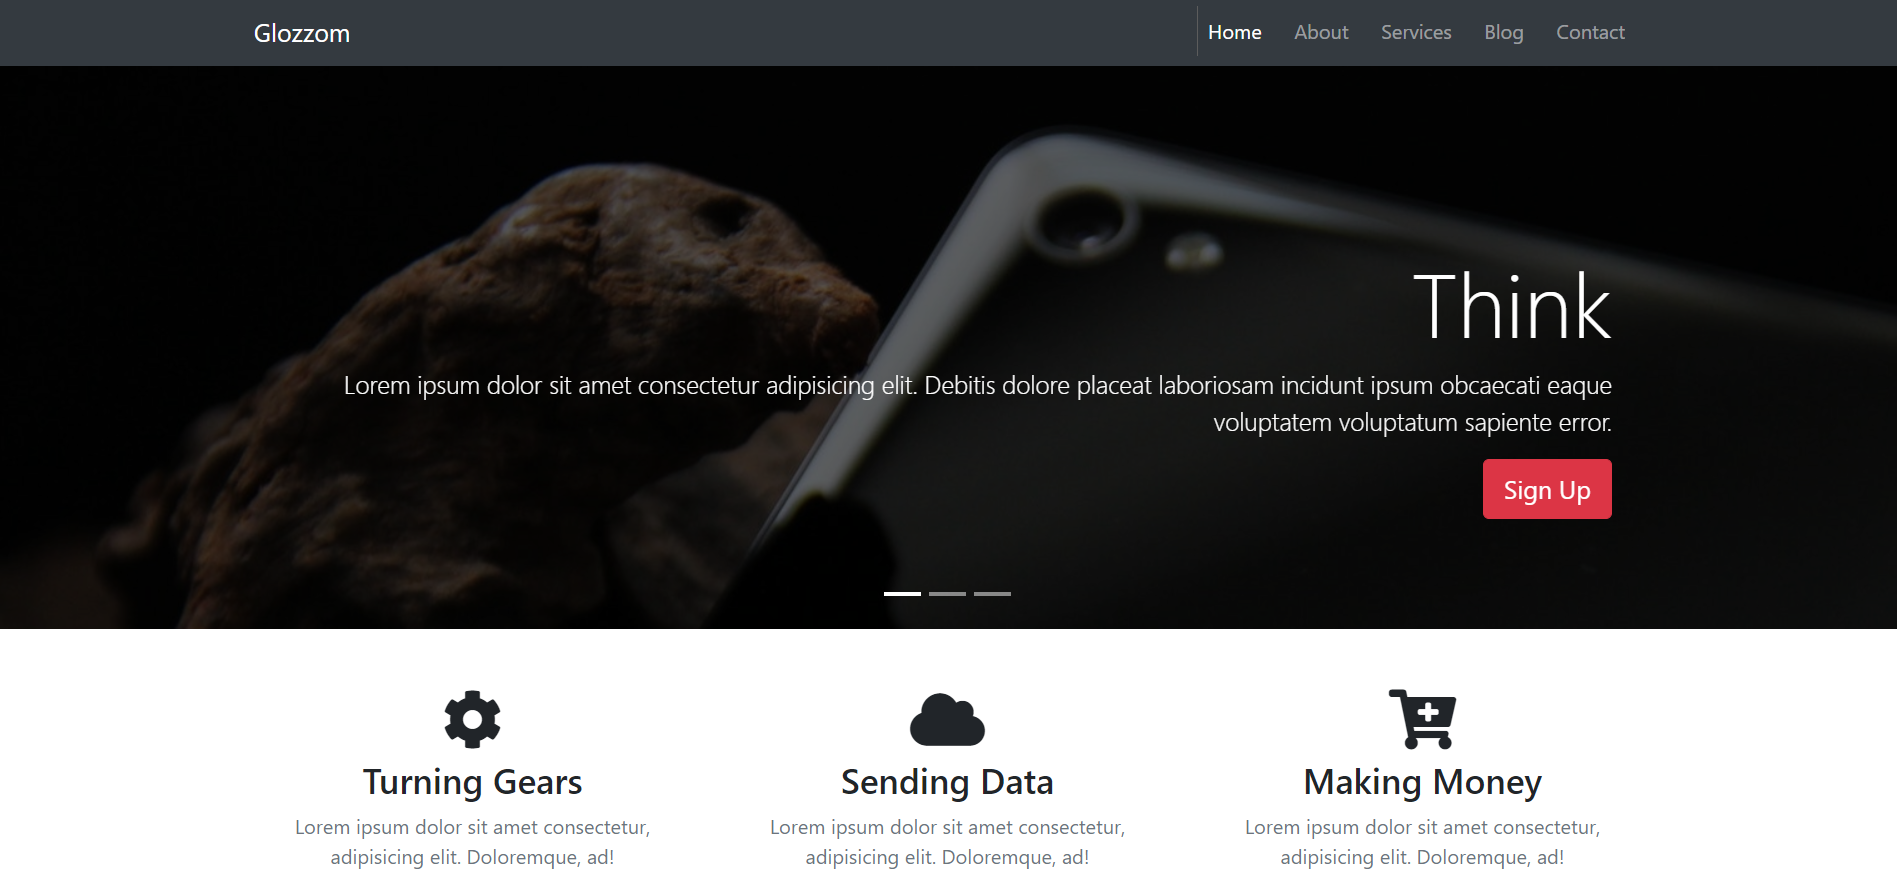 Glozzom
Home About Services Blog Contact
Think
Lorem ipsum dolor sit amet consectetur adipisicing elit. Debitis dolore placeat laboriosam incidunt ipsum obcaecati eaque
voluptatem voluptatum sapiente error.
Sign Up
Turning Gears
Lorem ipsum dolor sit amet consectetur,
adipisicing elit. Doloremque, ad!
Sending Data
Lorem ipsum dolor sit amet consectetur,
adipisicing elit. Doloremque, ad!
Making Money
Lorem ipsum dolor sit amet consectetur,
adipisicing elit. Doloremque, ad!